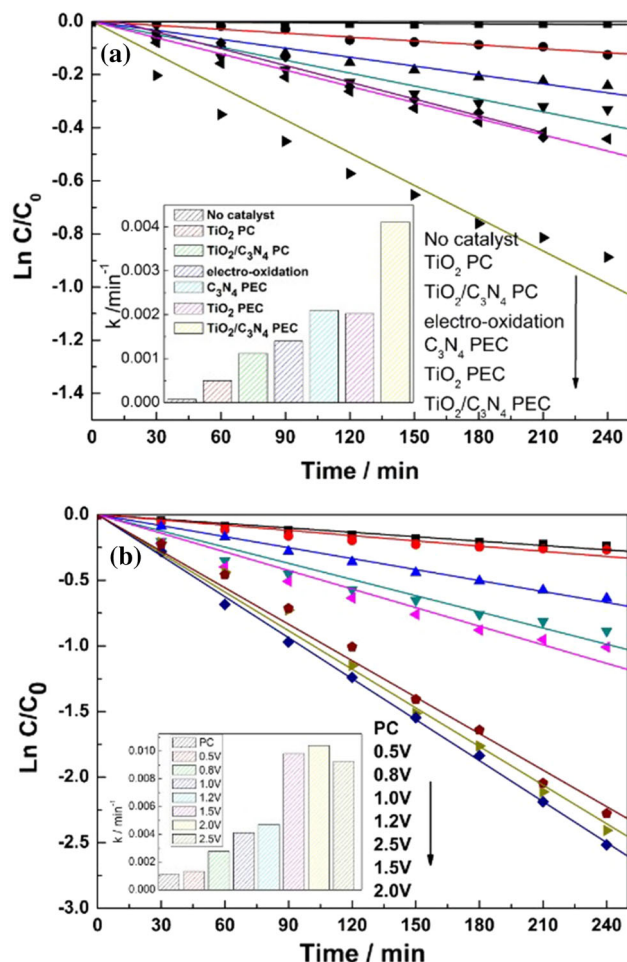 (a)
Ln C/C₀
0.0
-0.2
-0.4
-0.6
-0.8
-1.0
-1.2
-1.4
k /min⁻¹
0.004
0.003
0.002
0.001
0.000
No catalyst
TiO₂ PC
TiO₂/C₃N₄ PC
electro-oxidation
C₃N₄ PEC
TiO₂ PEC
TiO₂/C₃N₄ PEC
No catalyst
TiO₂ PC
TiO₂/C₃N₄ PC
electro-oxidation
C₃N₄ PEC
TiO₂ PEC
TiO₂/C₃N₄ PEC
0 30 60 90 120 150 180 210 240
Time / min
(b)
Ln C/C₀
0.0
-0.5
-1.0
-1.5
-2.0
-2.5
-3.0
k / min⁻¹
0.010
0.008
0.006
0.004
0.002
0.000
PC
0.5V
0.8V
1.0V
1.2V
1.5V
2.0V
2.5V
PC
0.5V
0.8V
1.0V
1.2V
2.5V
1.5V
2.0V
0 30 60 90 120 150 180 210 240
Time / min